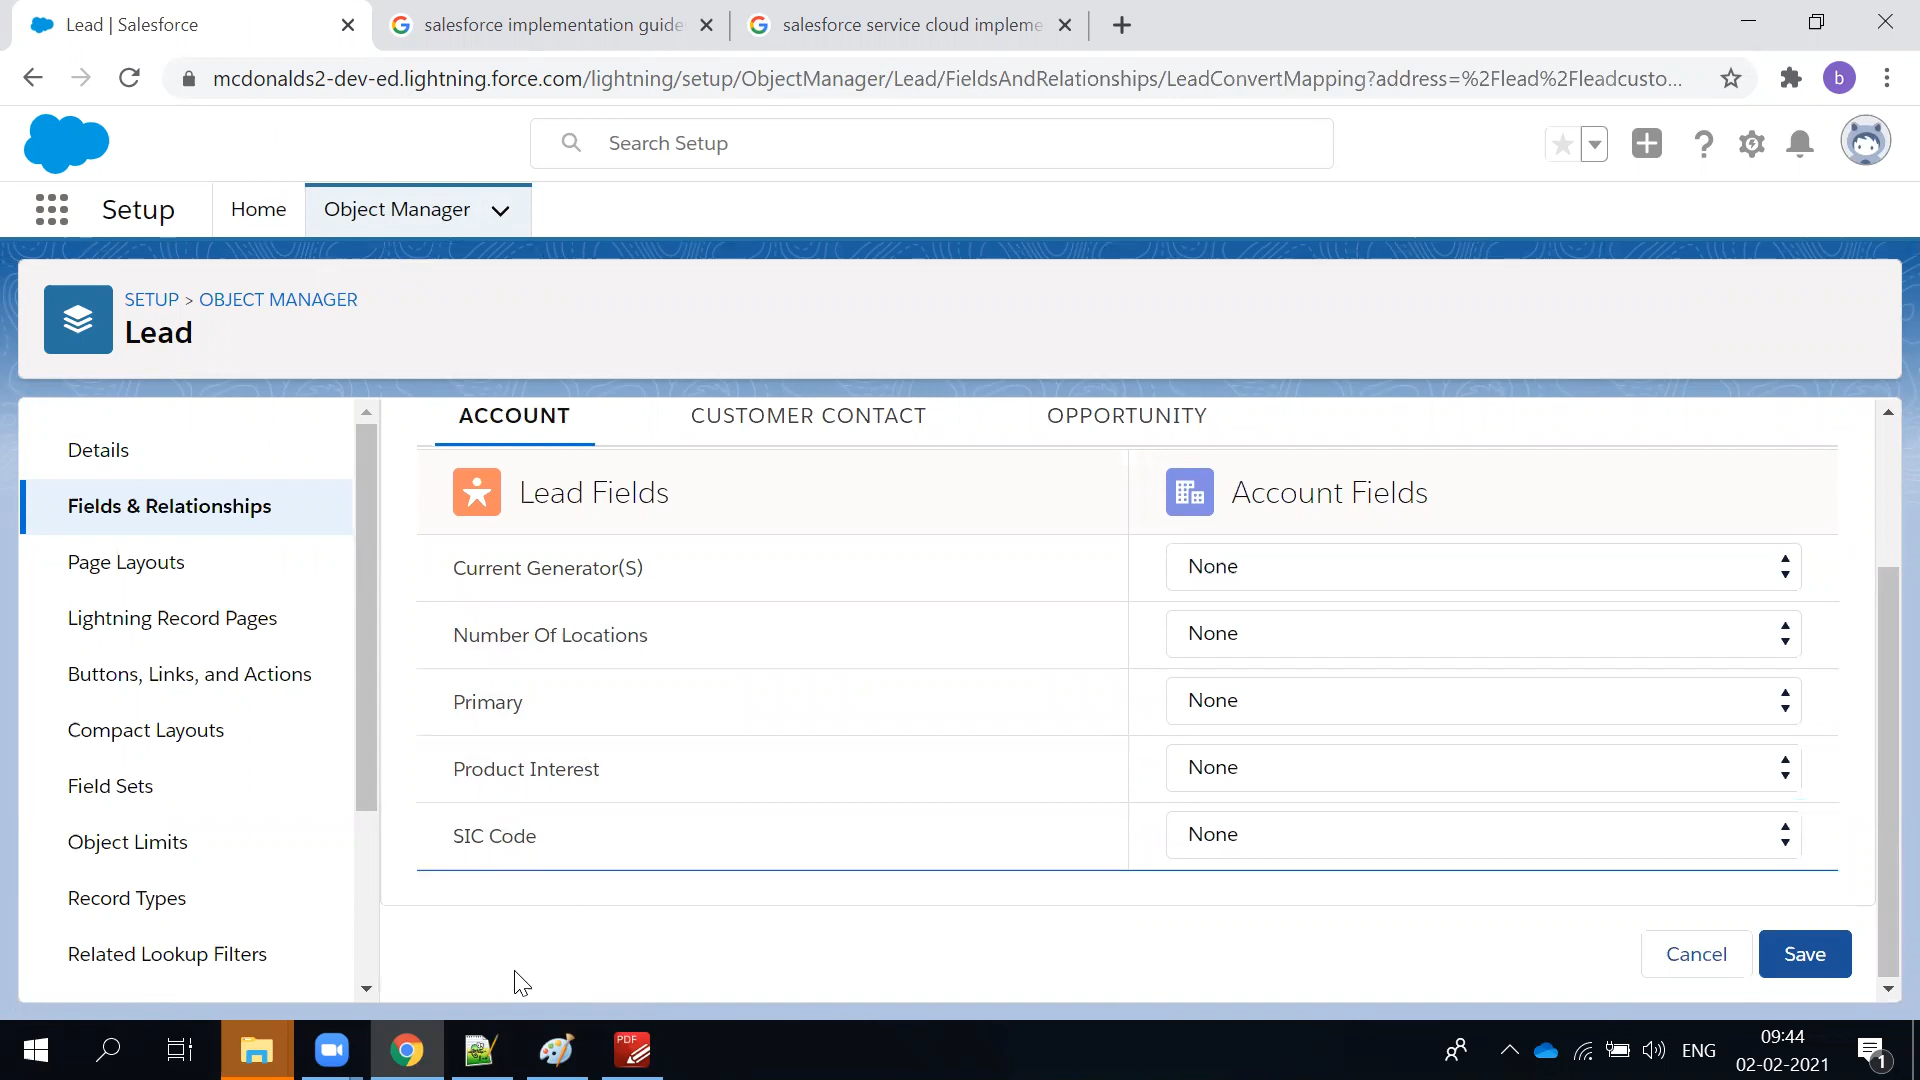 Lead | Salesforce
salesforce implementation guide
salesforce service cloud impleme
mcdonalds2-dev-ed.lightning.force.com/lightning/setup/ObjectManager/Lead/FieldsAndRelationships/LeadConvertMapping?address=%2Flead%2Fleadcusto...
b
Search Setup
Setup
Home
Object Manager
SETUP > OBJECT MANAGER
Lead
Details
Fields & Relationships
Page Layouts
Lightning Record Pages
Buttons, Links, and Actions
Compact Layouts
Field Sets
Object Limits
Record Types
Related Lookup Filters
ACCOUNT
CUSTOMER CONTACT
OPPORTUNITY
Lead Fields
Account Fields
Current Generator(S)
None
Number Of Locations
None
Primary
None
Product Interest
None
SIC Code
None
Cancel
Save
PDF
ENG
09:44
02-02-2021
1